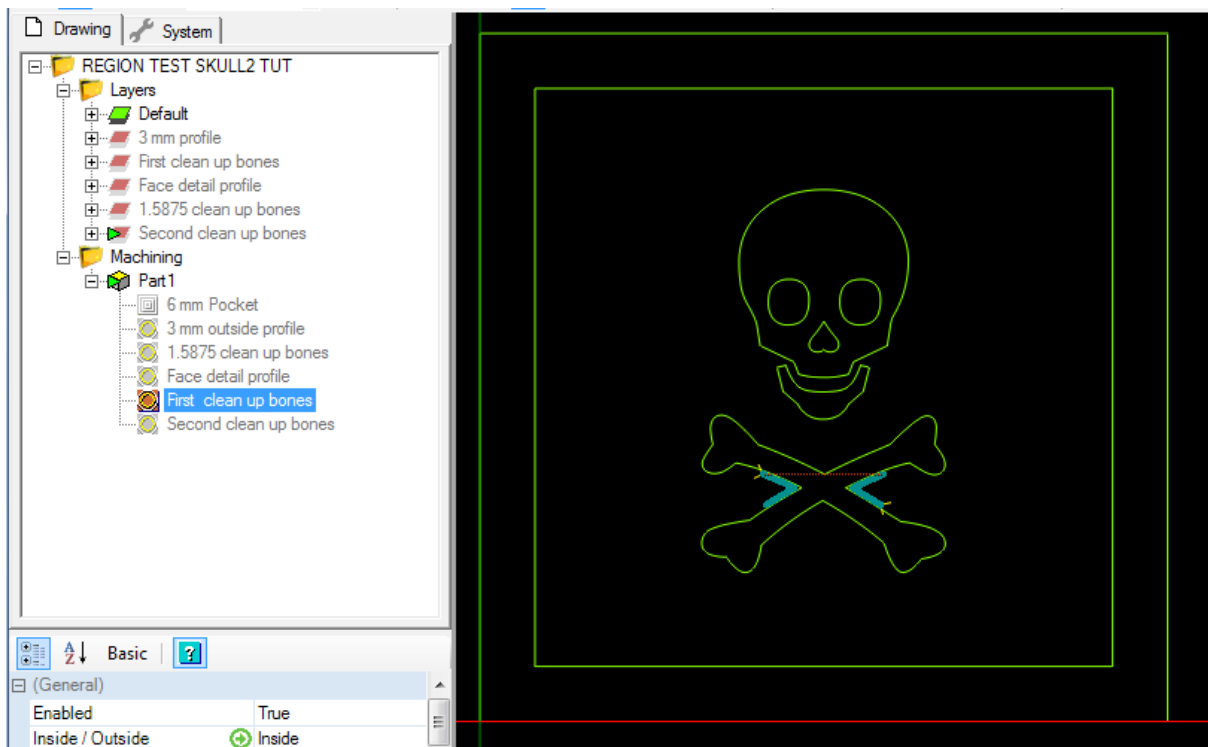 Drawing
System
REGION TEST SKULL2 TUT
Layers
Default
3 mm profile
First clean up bones
Face detail profile
1.5875 clean up bones
Second clean up bones
Machining
Part1
6 mm Pocket
3 mm outside profile
1.5875 clean up bones
Face detail profile
First  clean up bones
Second clean up bones
A Z Basic ?
(General)
Enabled True
Inside / Outside Inside